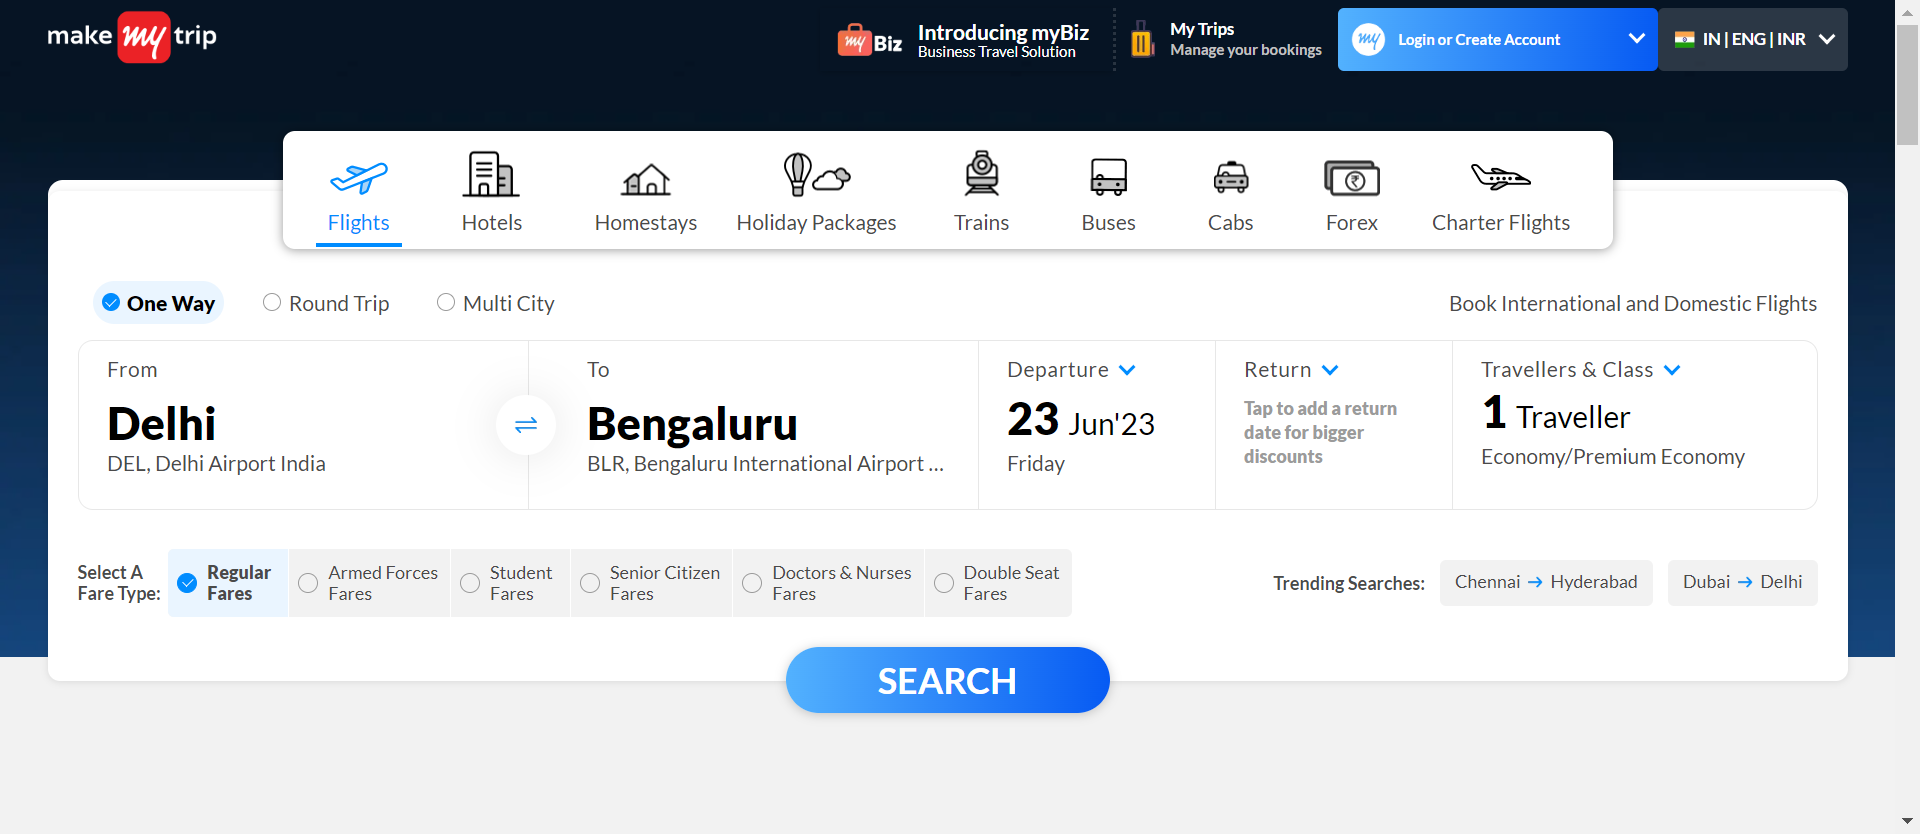 make my trip
my Biz
Introducing myBiz
Business Travel Solution
My Trips
Manage your bookings
my
Login or Create Account
IN | ENG | INR
Flights
Hotels
Homestays
Holiday Packages
Trains
Buses
Cabs
Forex
Charter Flights
One Way
Round Trip
Multi City
Book International and Domestic Flights
From
Delhi
DEL, Delhi Airport India
To
Bengaluru
BLR, Bengaluru International Airport ...
Departure
23 Jun'23
Friday
Return
Tap to add a return
date for bigger
discounts
Travellers & Class
1 Traveller
Economy/Premium Economy
Select A
Fare Type:
Regular
Fares
Armed Forces
Fares
Student
Fares
Senior Citizen
Fares
Doctors & Nurses
Fares
Double Seat
Fares
Trending Searches:
Chennai → Hyderabad
Dubai → Delhi
SEARCH